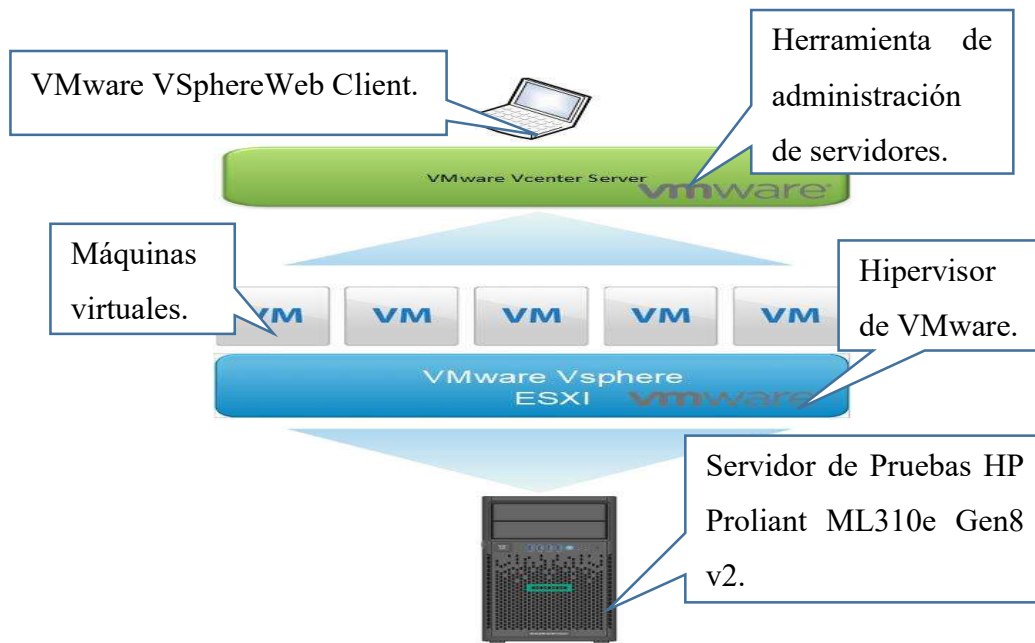 VMware VSphereWeb Client.
Herramienta de
administración
de servidores.
VMware Vcenter Server
vmware
Máquinas
virtuales.
Hipervisor
de VMware.
VM
VM
VM
VM
VM
VMware Vsphere
ESXI
vmware
Servidor de Pruebas HP
Proliant ML310e Gen8
v2.